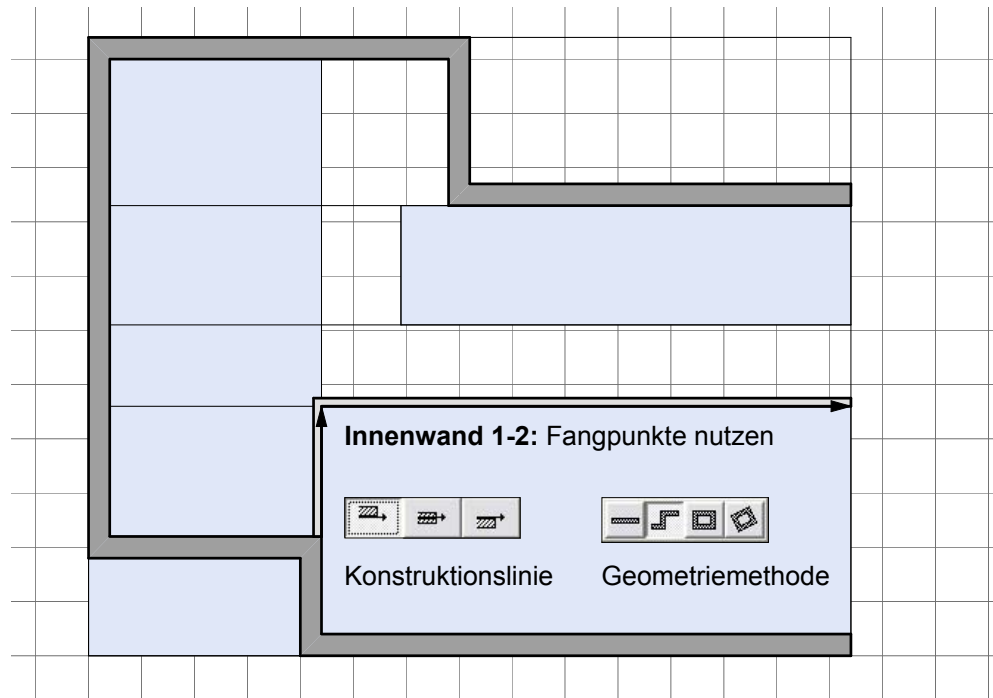 Innenwand 1-2: Fangpunkte nutzen
Konstruktionslinie
Geometriemethode